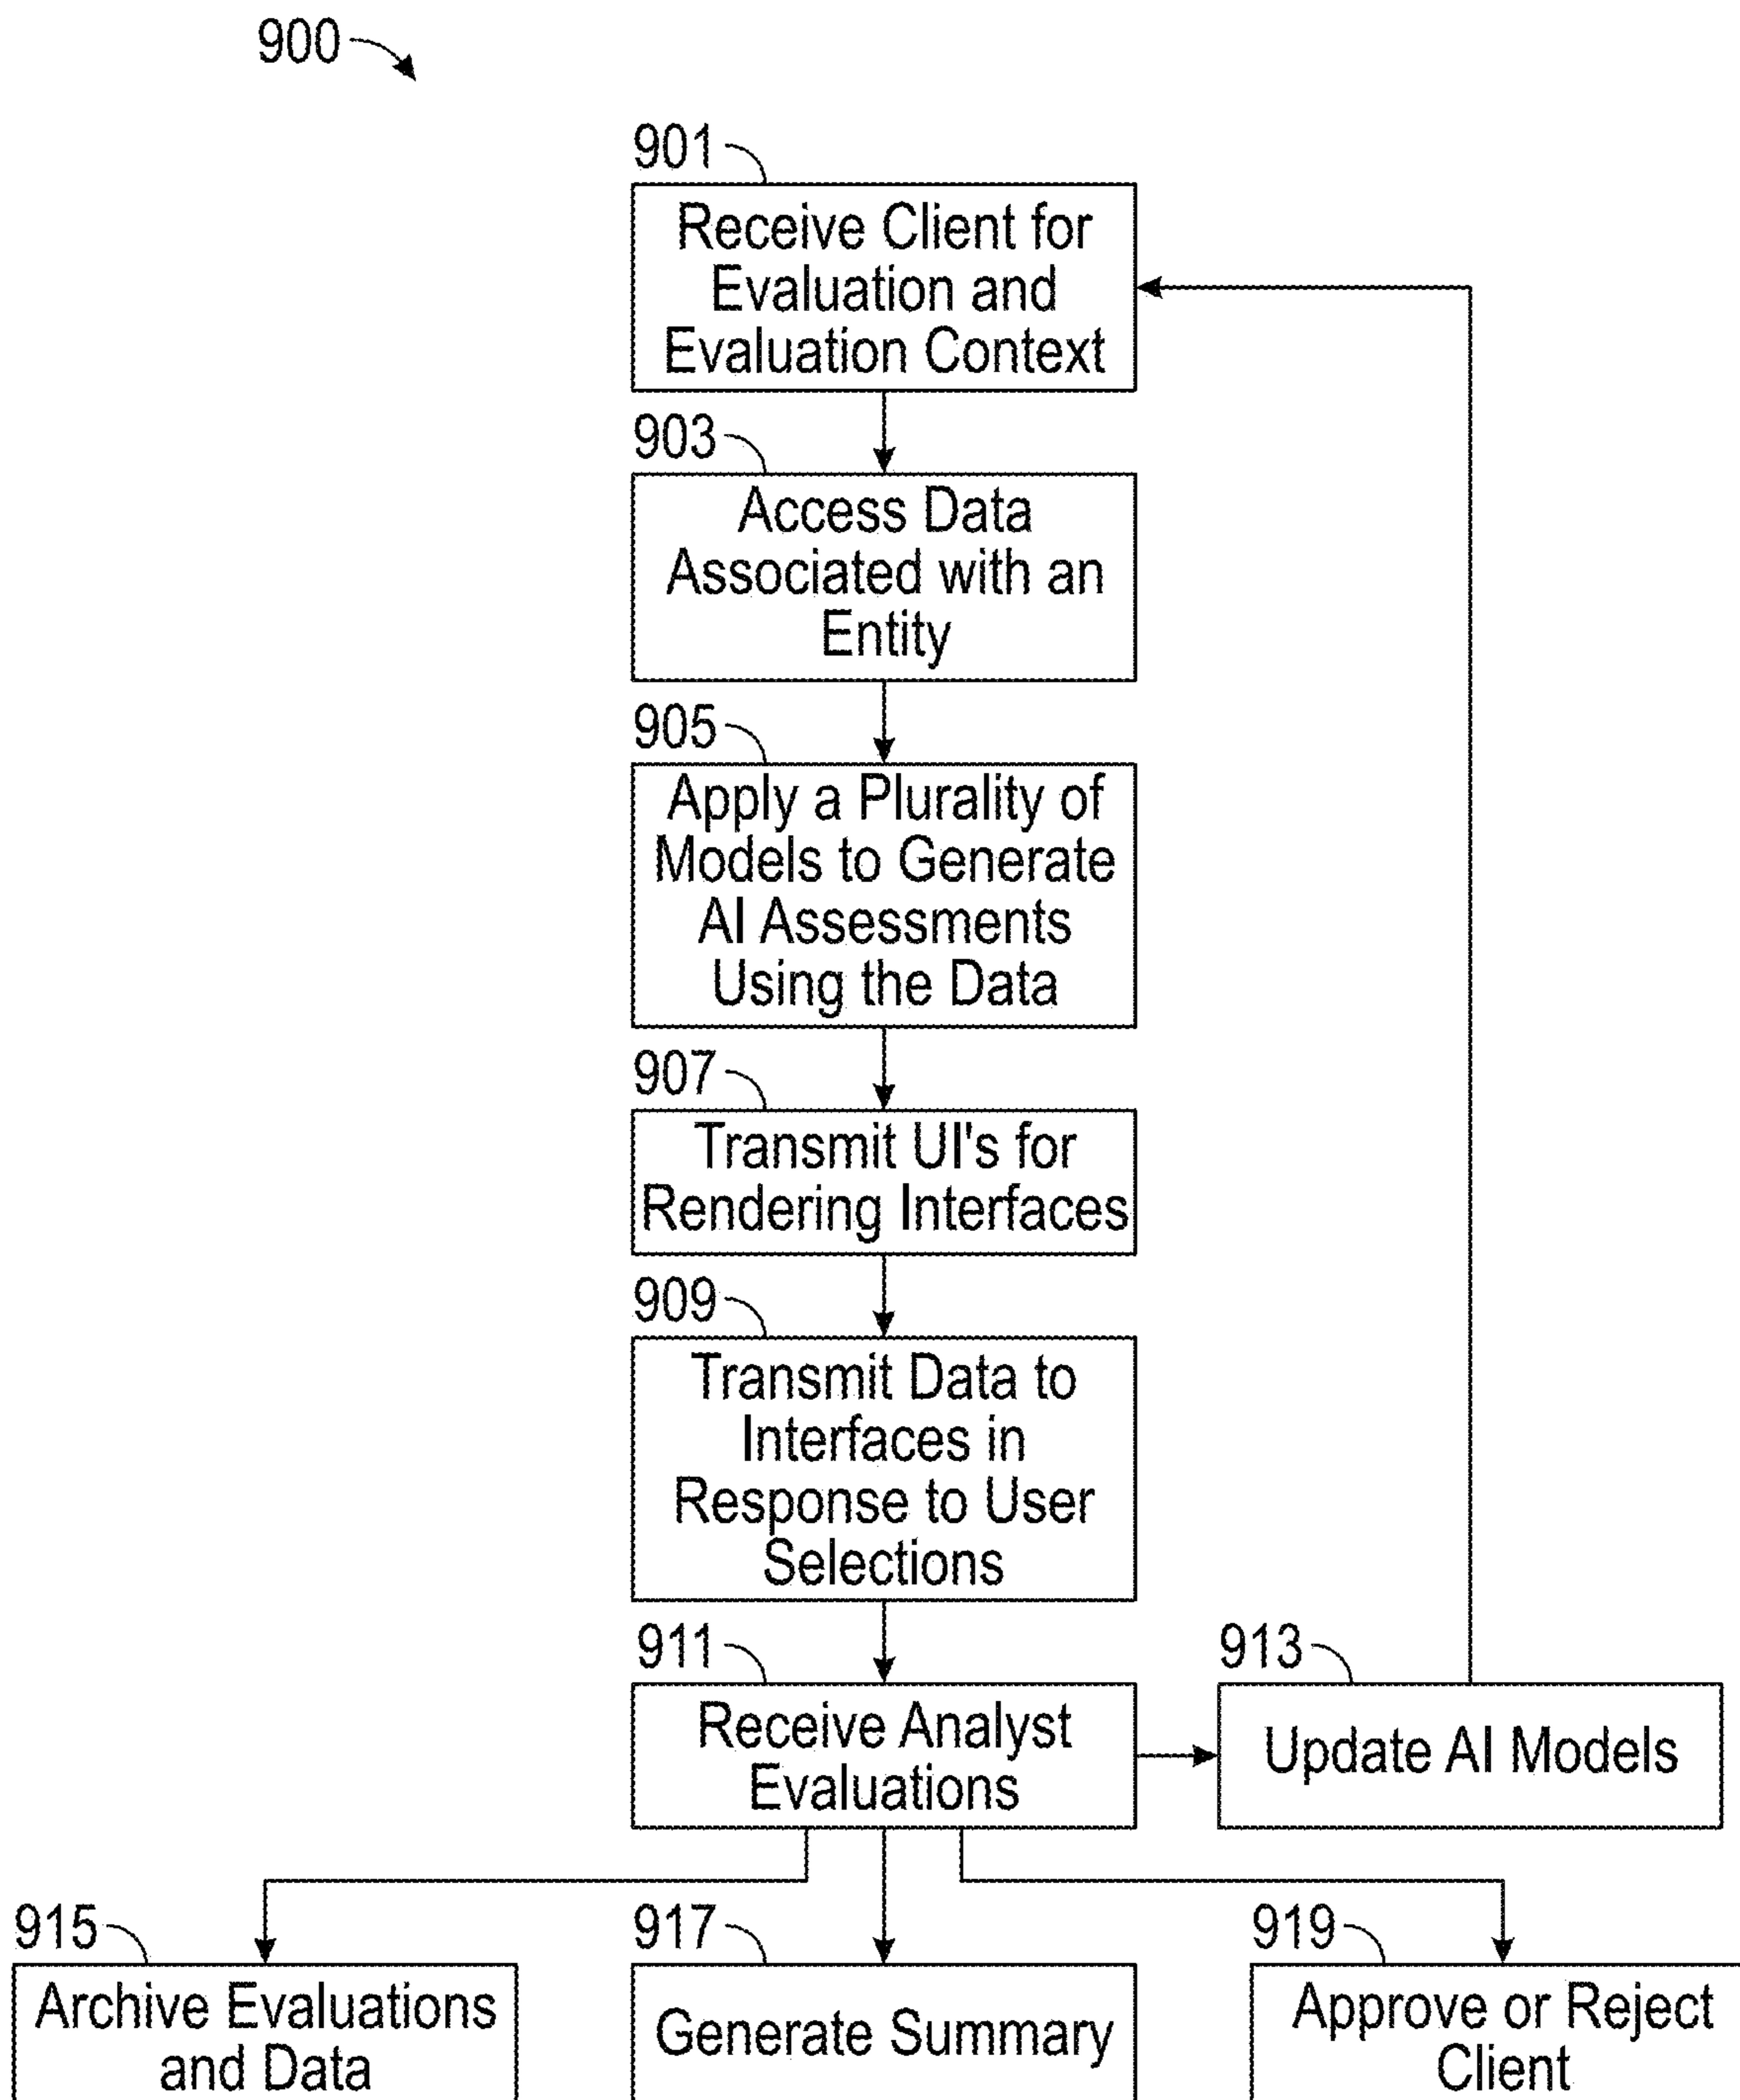 900
901
Receive Client for
Evaluation and
Evaluation Context
903
Access Data
Associated with an
Entity
905
Apply a Plurality of
Models to Generate
AI Assessments
Using the Data
907
Transmit UI's for
Rendering Interfaces
909
Transmit Data to
Interfaces in
Response to User
Selections
911
Receive Analyst
Evaluations
913
Update AI Models
915
Archive Evaluations
and Data
917
Generate Summary
919
Approve or Reject
Client